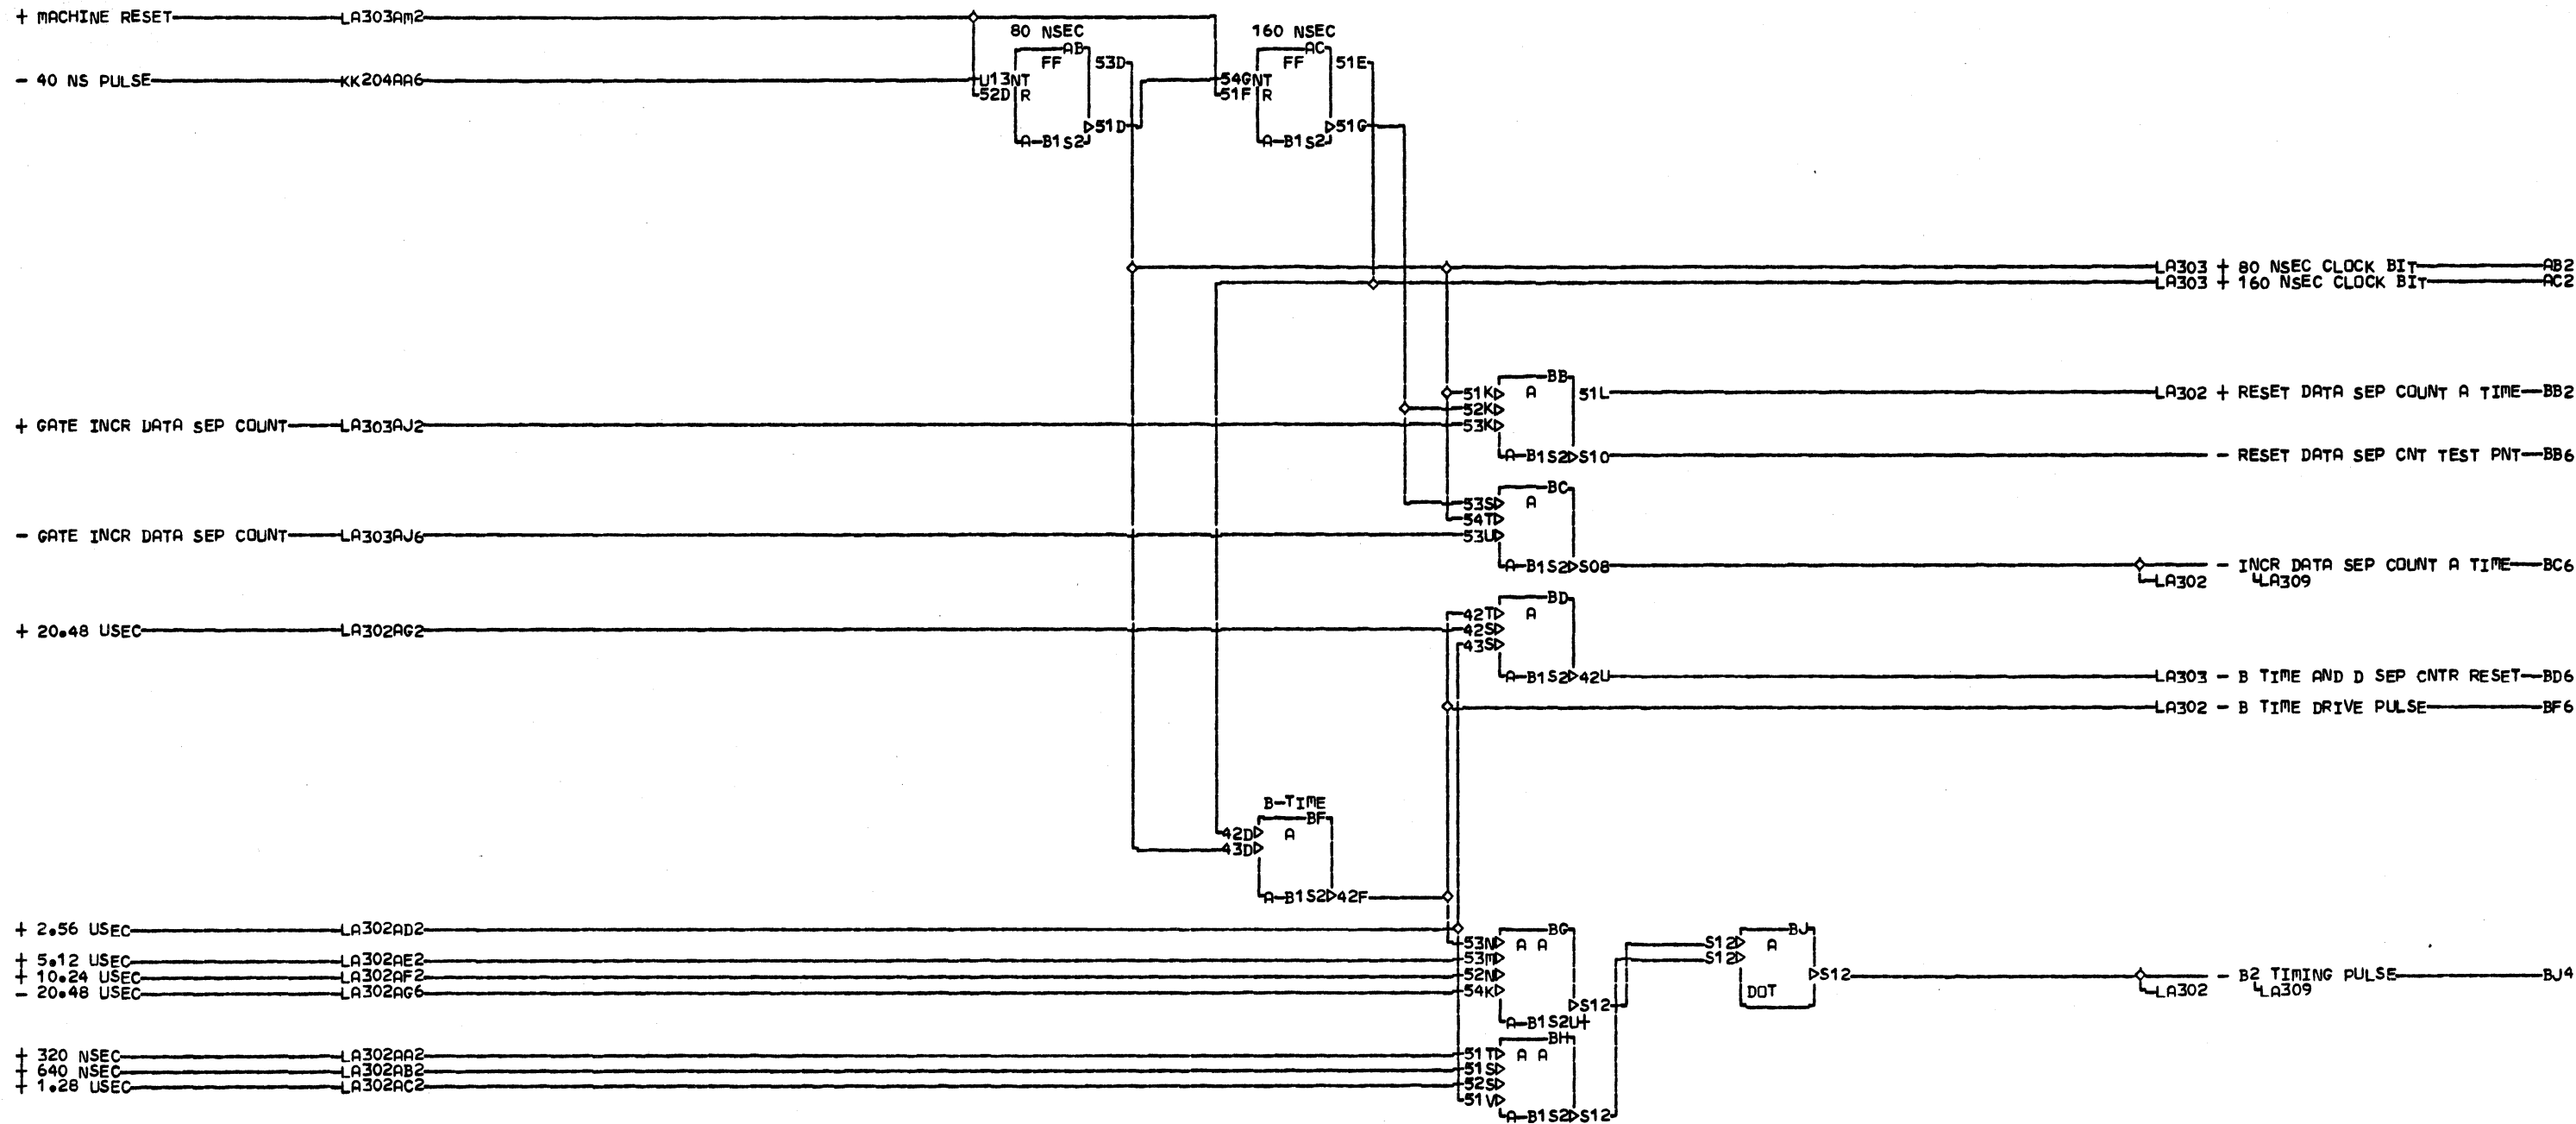 + MACHINE RESET LA303AM2
80 NSEC 160 NSEC
AB AC
FF 53D FF 51E
- 40 NS PULSE KK204AA6 U13NT 54GNT
52D R 51F R
51D 51G
A-B1S2 A-B1S2
LA303 + 80 NSEC CLOCK BIT AB2
LA303 + 160 NSEC CLOCK BIT AC2
BB
51K A 51L LA302 + RESET DATA SEP COUNT A TIME BB2
52K
+ GATE INCR DATA SEP COUNT LA303AJ2 53K
A-B1S2 S10 - RESET DATA SEP CNT TEST PNT BB6
BC
53S A
54T
- GATE INCR DATA SEP COUNT LA303AJ6 53U
A-B1S2 S08 - INCR DATA SEP COUNT A TIME BC6
LA302 LA309
BD
42T A
+ 20.48 USEC LA302AG2 42S
43S
A-B1S2 42U LA303 - B TIME AND D SEP CNTR RESET BD6
LA302 - B TIME DRIVE PULSE BF6
B-TIME
BF
42D A
43D
A-B1S2 42F
+ 2.56 USEC LA302AD2 BG BJ
53N A A S12 A
+ 5.12 USEC LA302AE2 53M S12
+ 10.24 USEC LA302AF2 52N S12 - B2 TIMING PULSE BJ4
- 20.48 USEC LA302AG6 54K DOT LA302 LA309
S12
A-B1S2U+
BH
+ 320 NSEC LA302AA2 51T A A
+ 640 NSEC LA302AB2 51S
+ 1.28 USEC LA302AC2 52S
51V
A-B1S2 S12